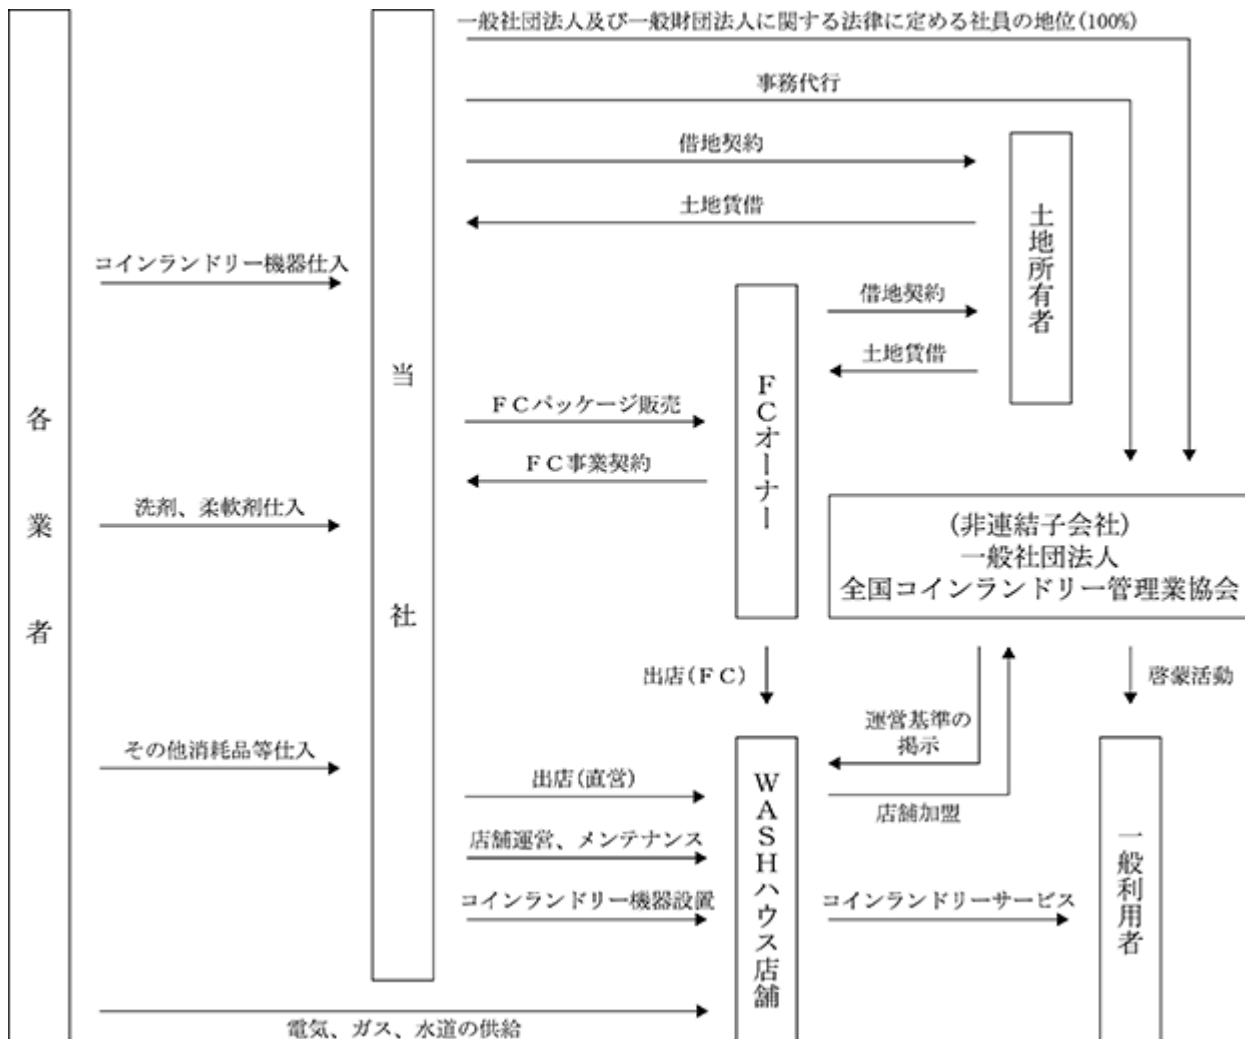 一般社団法人及び一般財団法人に関する法律に定める社員の地位(100%)
事務代行
借地契約
土地賃借
土地所有者
コインランドリー機器仕入
借地契約
土地賃借
各業者
当社
FCパッケージ販売
FC事業契約
FCオーナー
洗剤、柔軟剤仕入
(非連結子会社)
一般社団法人
全国コインランドリー管理業協会
出店(FC)
啓蒙活動
運営基準の
掲示
その他消耗品等仕入
出店(直営)
店舗加盟
店舗運営、メンテナンス
コインランドリー機器設置
WASHハウス店舗
コインランドリーサービス
一般利用者
電気、ガス、水道の供給